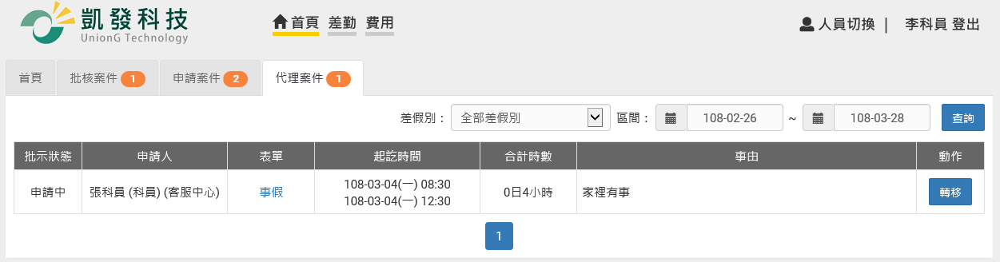 凱發科技
UnionG Technology
首頁 差勤 費用
人員切換 | 李科員 登出
首頁 批核案件 1 申請案件 2 代理案件 1
差假別： 全部差假別 區間： 108-02-26 ~ 108-03-28 查詢
批示狀態 申請人 表單 起訖時間 合計時數 事由 動作
申請中 張科員 (科員) (客服中心) 事假 108-03-04(一) 08:30 0日4小時 家裡有事 轉移
108-03-04(一) 12:30
1